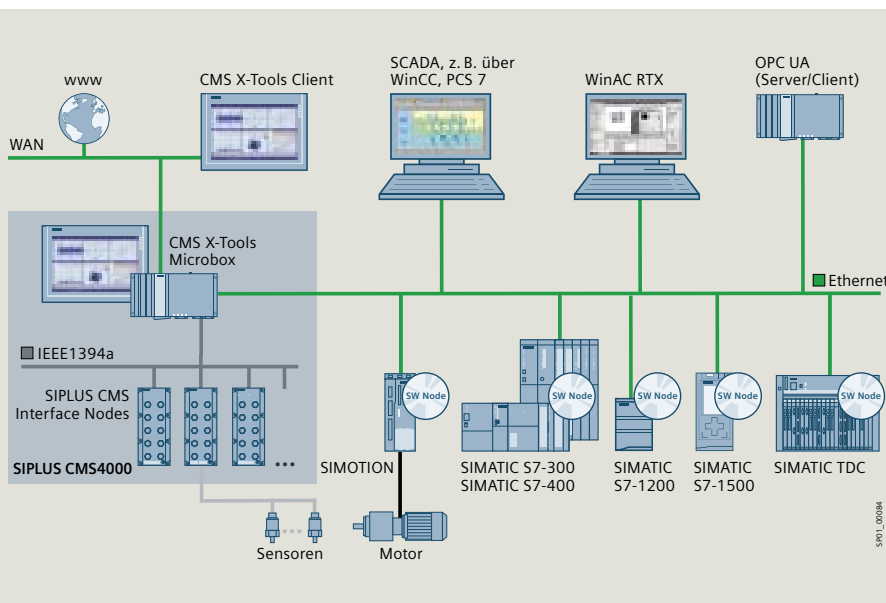 www
CMS X-Tools Client
SCADA, z. B. über
WinCC, PCS 7
WinAC RTX
OPC UA
(Server/Client)
WAN
CMS X-Tools
Microbox
Ethernet
IEEE1394a
SIPLUS CMS
Interface Nodes
SW Node
SW Node
SW Node
SW Node
SW Node
SIPLUS CMS4000
...
SIMOTION
SIMATIC S7-300
SIMATIC S7-400
SIMATIC
S7-1200
SIMATIC
S7-1500
SIMATIC TDC
...
Sensoren
Motor
SP01_00084